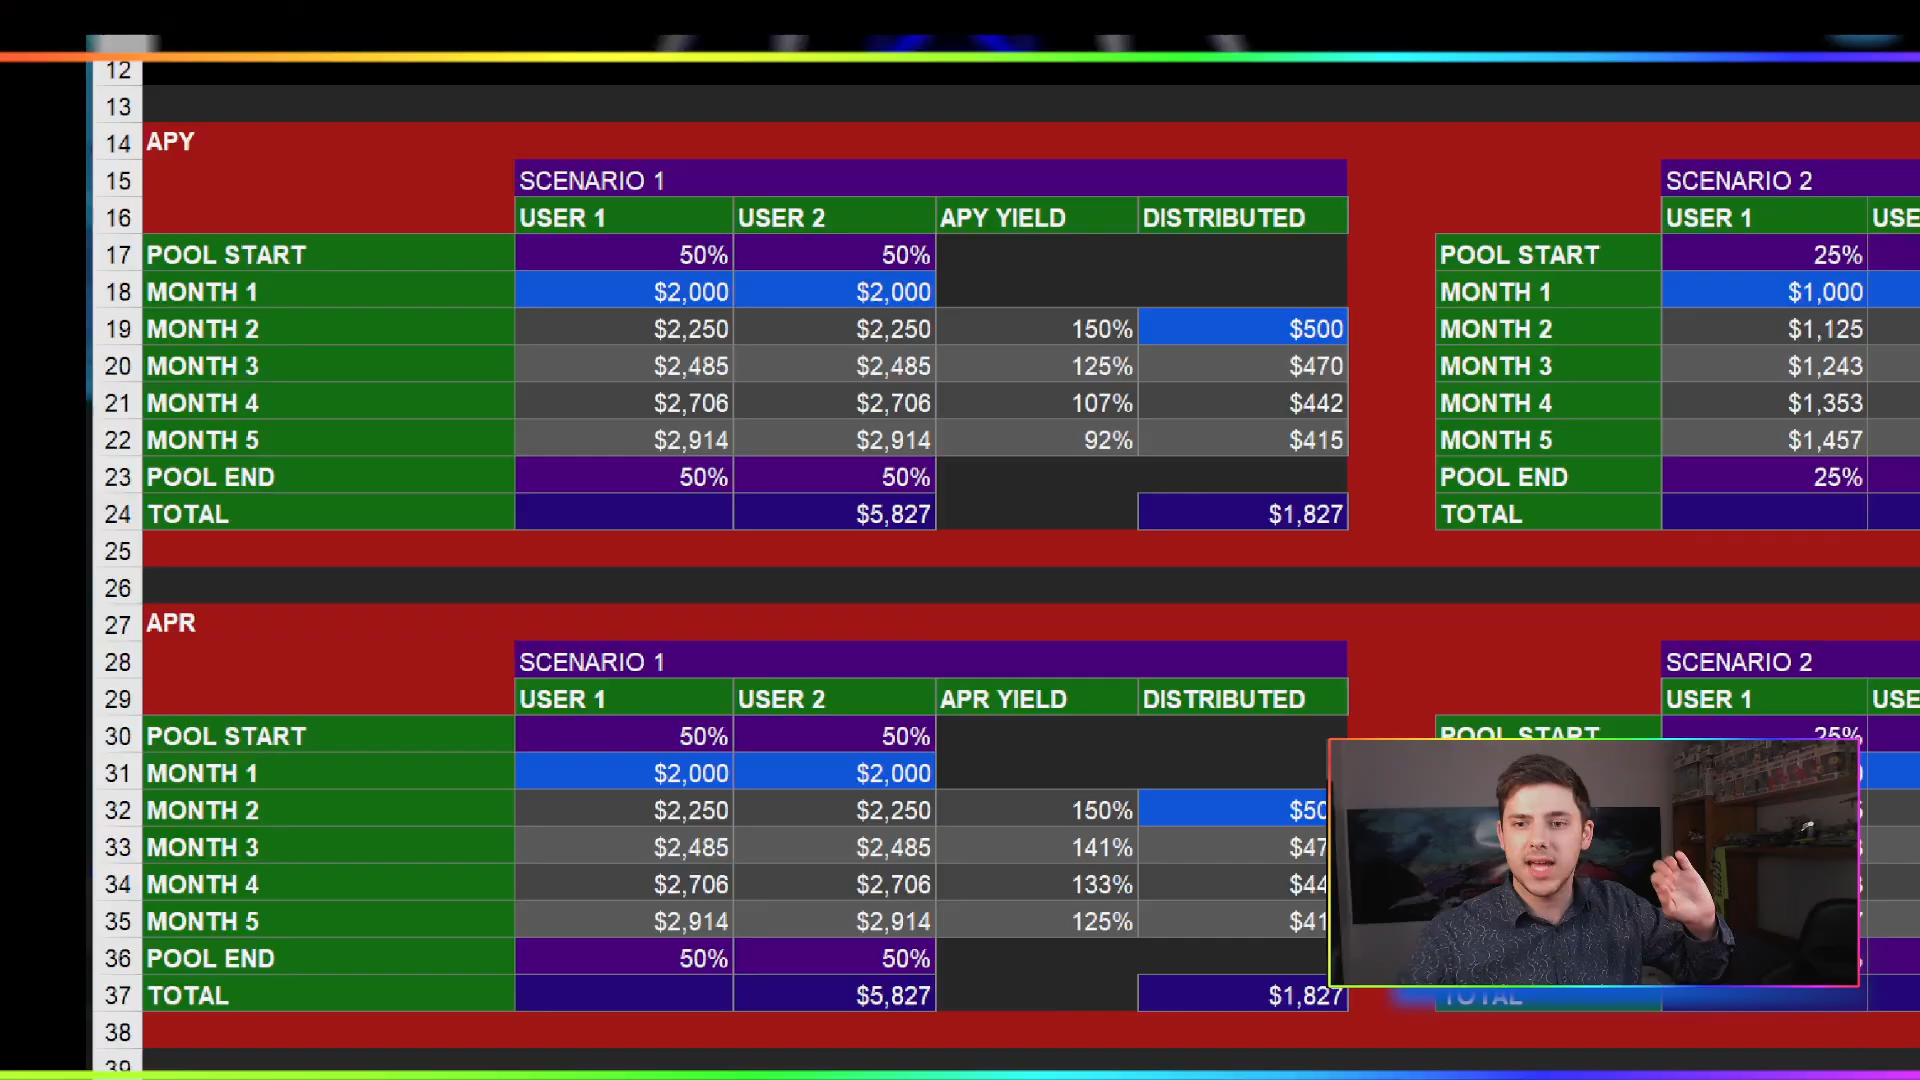 12
13
14 APY
15 SCENARIO 1 SCENARIO 2
16 USER 1 USER 2 APY YIELD DISTRIBUTED USER 1
17 POOL START 50% 50% POOL START 25%
18 MONTH 1 $2,000 $2,000 MONTH 1 $1,000
19 MONTH 2 $2,250 $2,250 150% $500 MONTH 2 $1,125
20 MONTH 3 $2,485 $2,485 125% $470 MONTH 3 $1,243
21 MONTH 4 $2,706 $2,706 107% $442 MONTH 4 $1,353
22 MONTH 5 $2,914 $2,914 92% $415 MONTH 5 $1,457
23 POOL END 50% 50% POOL END 25%
24 TOTAL $5,827 $1,827 TOTAL
25
26
27 APR
28 SCENARIO 1 SCENARIO 2
29 USER 1 USER 2 APR YIELD DISTRIBUTED USER 1
30 POOL START 50% 50% POOL START 25%
31 MONTH 1 $2,000 $2,000
32 MONTH 2 $2,250 $2,250 150%
33 MONTH 3 $2,485 $2,485 141%
34 MONTH 4 $2,706 $2,706 133%
35 MONTH 5 $2,914 $2,914 125%
36 POOL END 50% 50%
37 TOTAL $5,827 $1,827 TOTAL
38
39